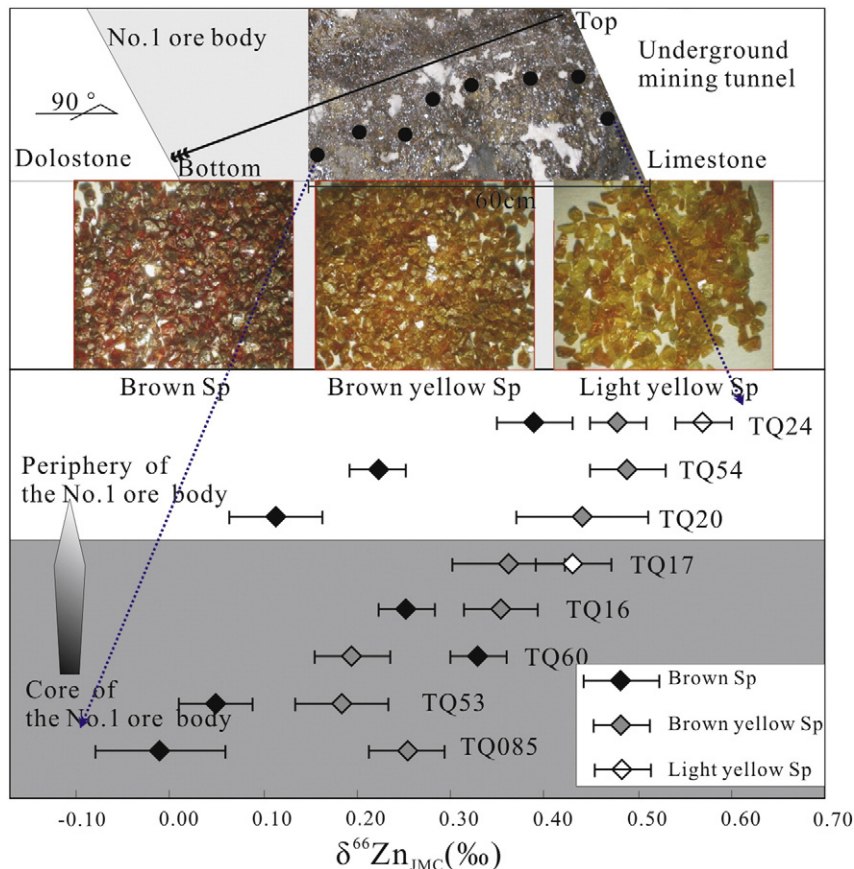 No.1 ore body
Top
Underground
mining tunnel
90 °
Dolostone
Bottom
Limestone
60cm
Brown Sp
Brown yellow Sp
Light yellow Sp
TQ24
Periphery of
the No.1 ore body
TQ54
TQ20
TQ17
TQ16
TQ60
Core of
the No.1 ore body
TQ53
TQ085
Brown Sp
Brown yellow Sp
Light yellow Sp
-0.10 0.00 0.10 0.20 0.30 0.40 0.50 0.60 0.70
δ⁶⁶Zn_JMC(‰)